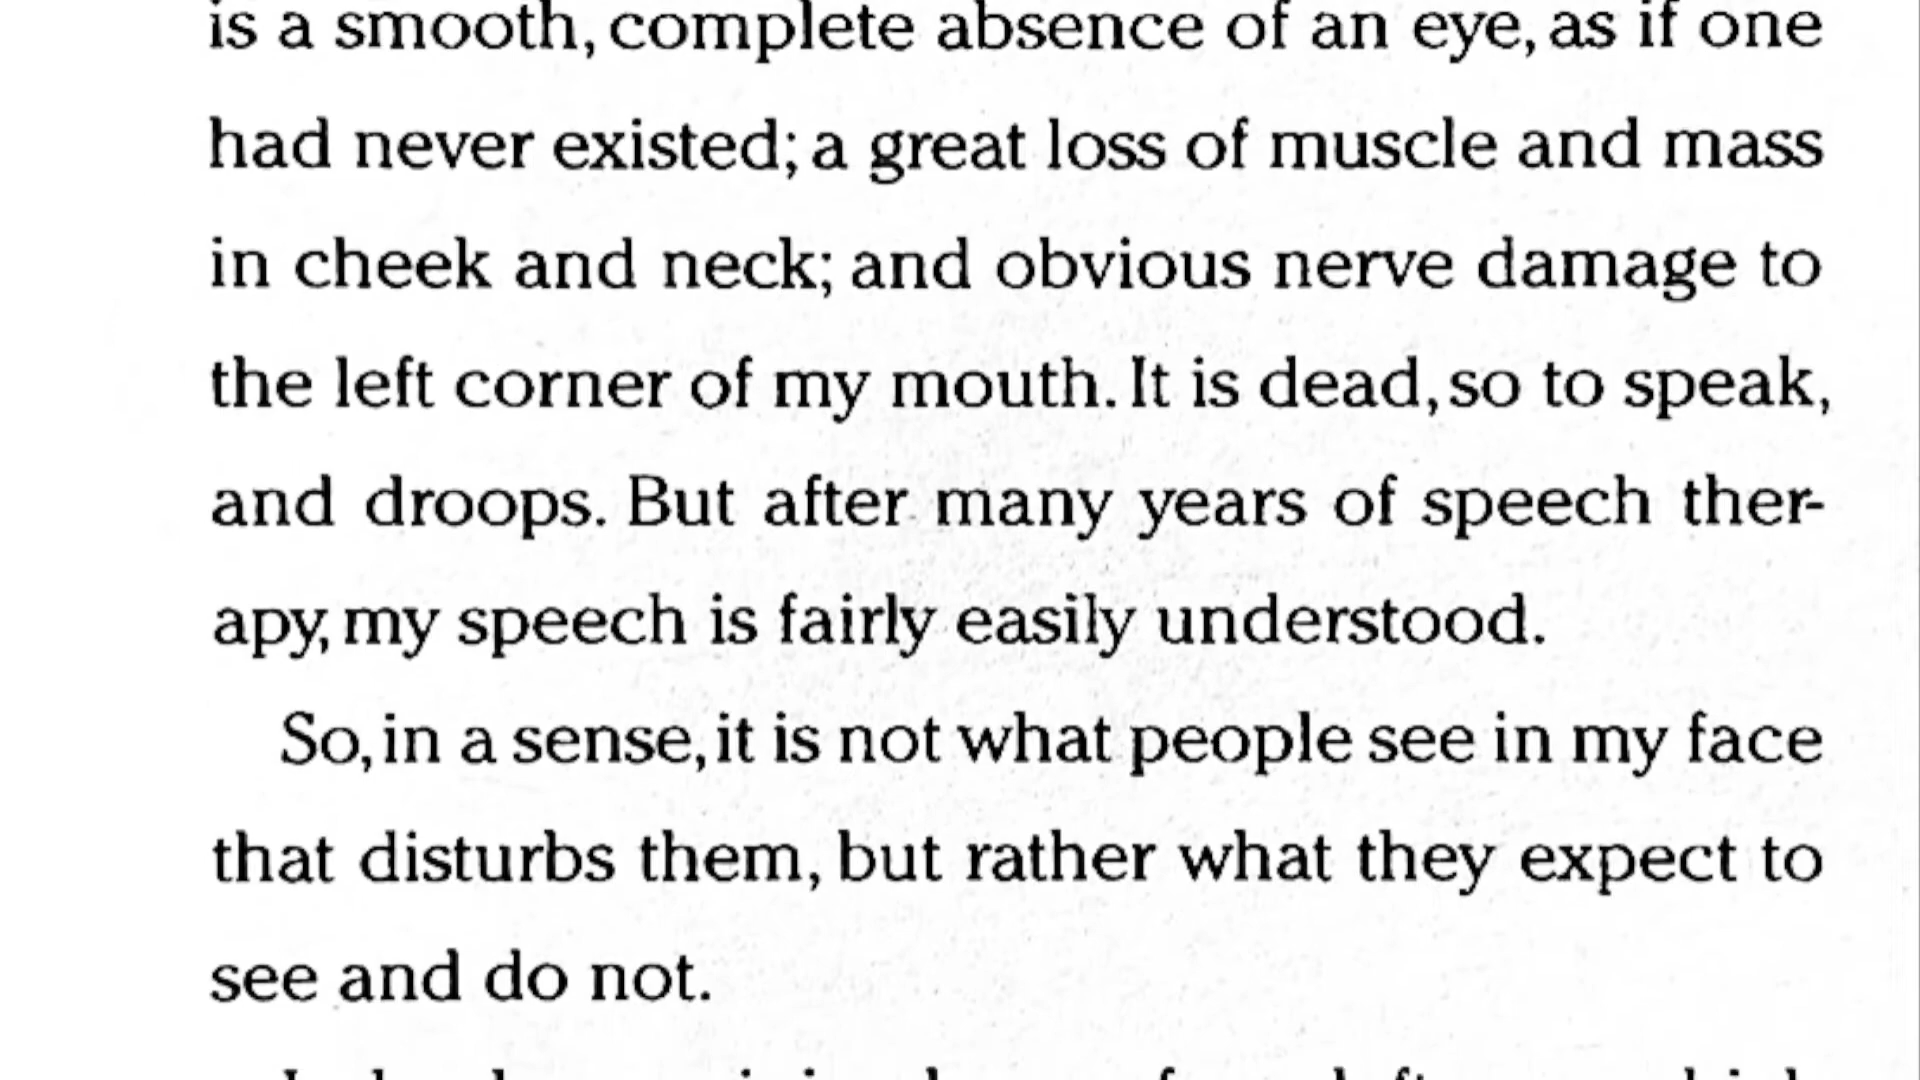 is a smooth, complete absence of an eye, as if one
had never existed; a great loss of muscle and mass
in cheek and neck; and obvious nerve damage to
the left corner of my mouth. It is dead, so to speak,
and droops. But after many years of speech ther-
apy, my speech is fairly easily understood.
So, in a sense, it is not what people see in my face
that disturbs them, but rather what they expect to
see and do not.